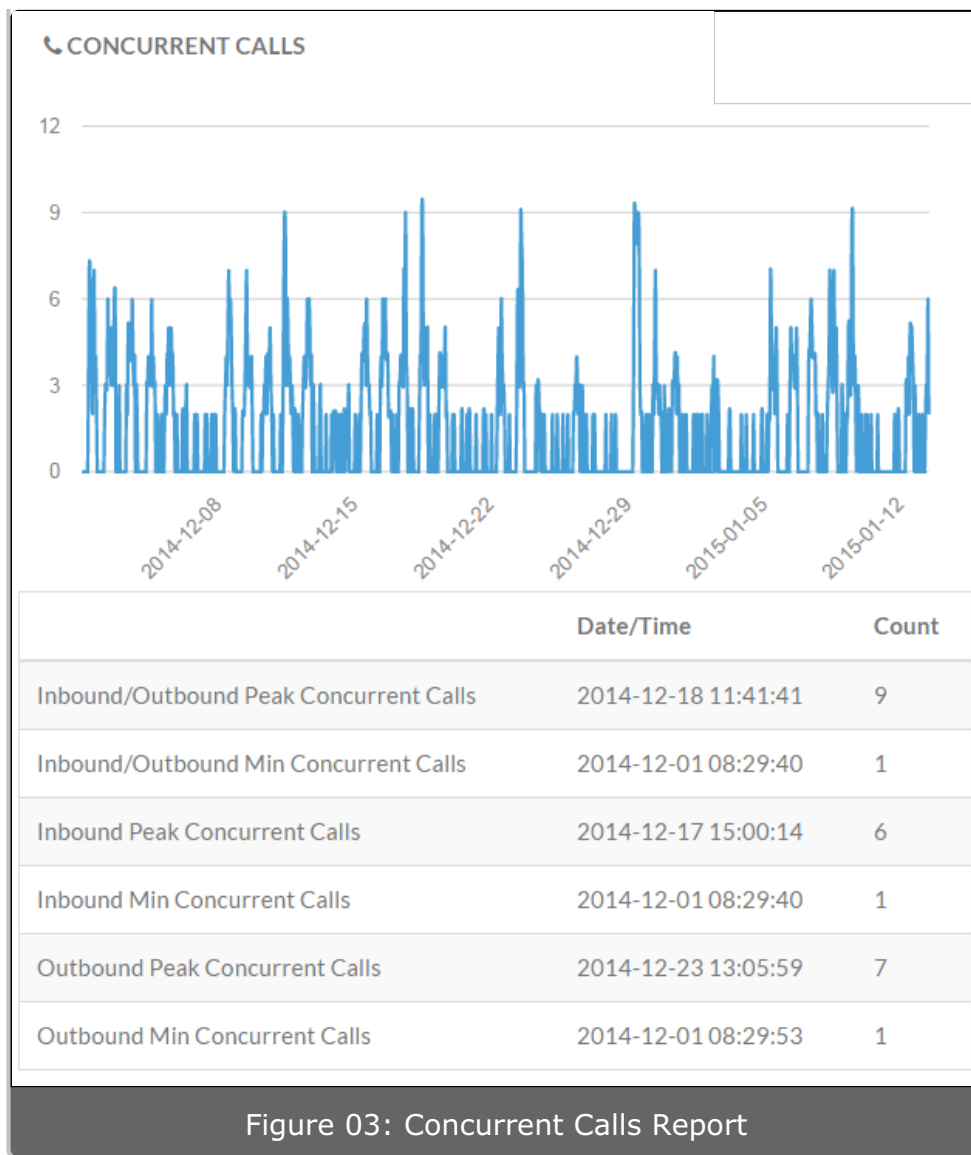 CONCURRENT CALLS
12
9
6
3
0
2014-12-08
2014-12-15
2014-12-22
2014-12-29
2015-01-05
2015-01-12
Date/Time Count
Inbound/Outbound Peak Concurrent Calls 2014-12-18 11:41:41 9
Inbound/Outbound Min Concurrent Calls 2014-12-01 08:29:40 1
Inbound Peak Concurrent Calls 2014-12-17 15:00:14 6
Inbound Min Concurrent Calls 2014-12-01 08:29:40 1
Outbound Peak Concurrent Calls 2014-12-23 13:05:59 7
Outbound Min Concurrent Calls 2014-12-01 08:29:53 1
Figure 03: Concurrent Calls Report